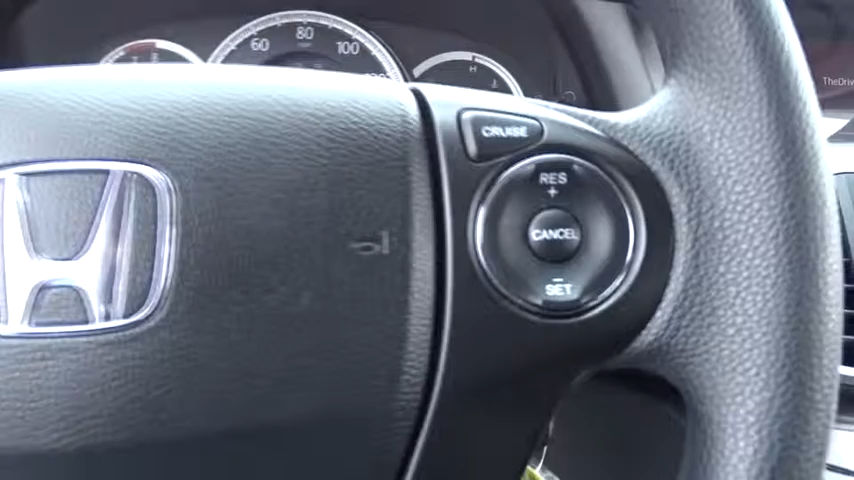 60 80 100
H
TheDriv
CRUISE
RES
+
CANCEL
−
SET